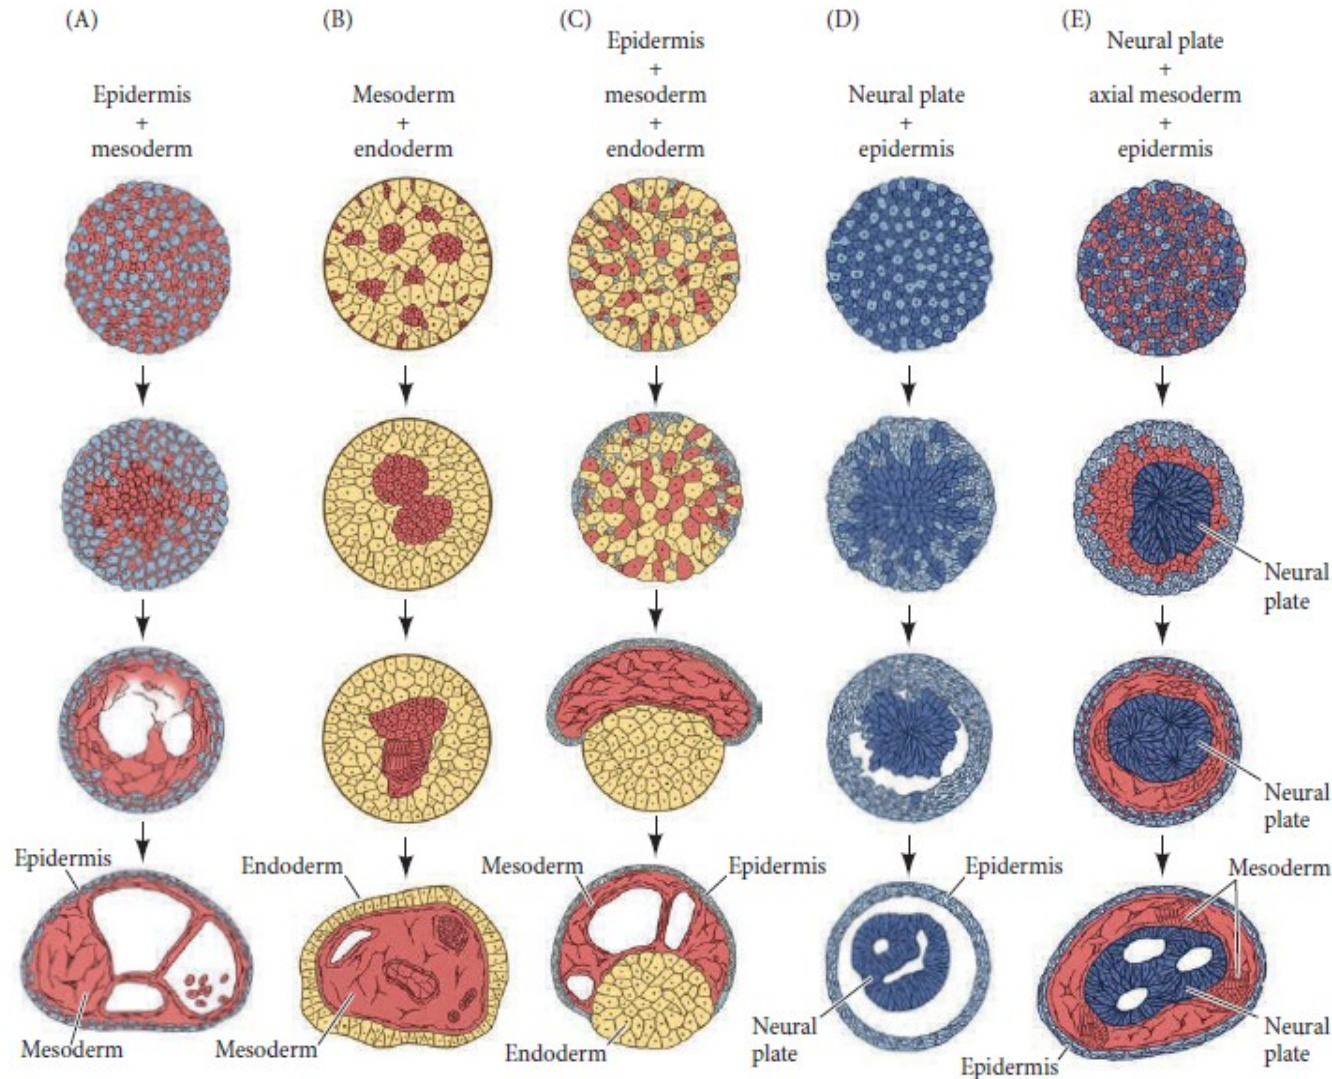 (A)
(B)
(C)
(D)
(E)
Epidermis
+
mesoderm
Mesoderm
+
endoderm
Epidermis
+
mesoderm
+
endoderm
Neural plate
+
epidermis
Neural plate
+
axial mesoderm
+
epidermis
Neural
plate
Neural
plate
Epidermis
Mesoderm
Endoderm
Mesoderm
Mesoderm
Epidermis
Endoderm
Epidermis
Neural
plate
Mesoderm
Neural
plate
Epidermis